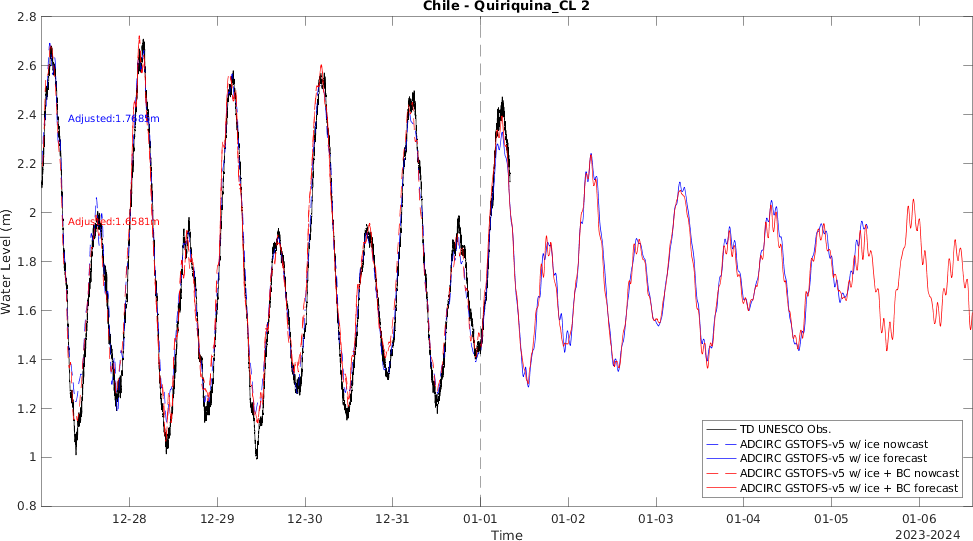 Chile - Quiriquina_CL 2
2.8
2.6
2.4
2.2
2
1.8
1.6
1.4
1.2
1
0.8
Water Level (m)
Adjusted:1.7685m
Adjusted:1.6581m
TD UNESCO Obs.
ADCIRC GSTOFS-v5 w/ ice nowcast
ADCIRC GSTOFS-v5 w/ ice forecast
ADCIRC GSTOFS-v5 w/ ice + BC nowcast
ADCIRC GSTOFS-v5 w/ ice + BC forecast
12-28 12-29 12-30 12-31 01-01 01-02 01-03 01-04 01-05 01-06
Time
2023-2024